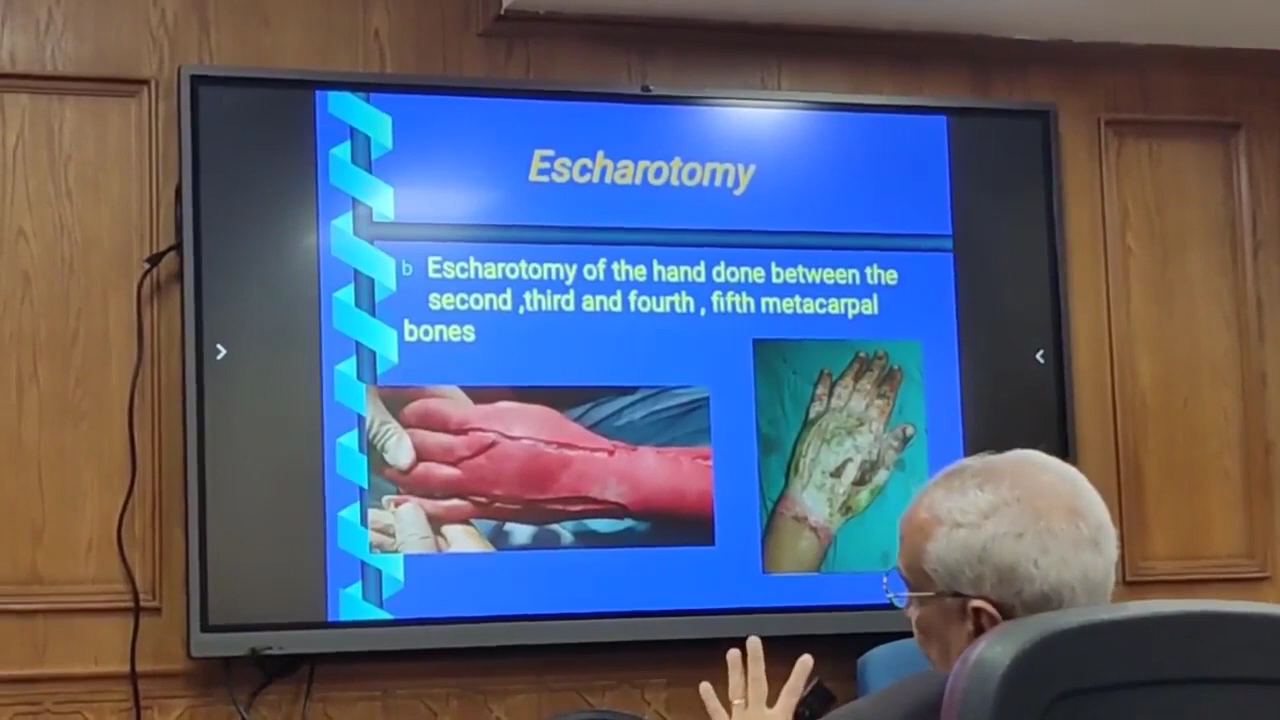 Escharotomy
b Escharotomy of the hand done between the
second ,third and fourth , fifth metacarpal
bones